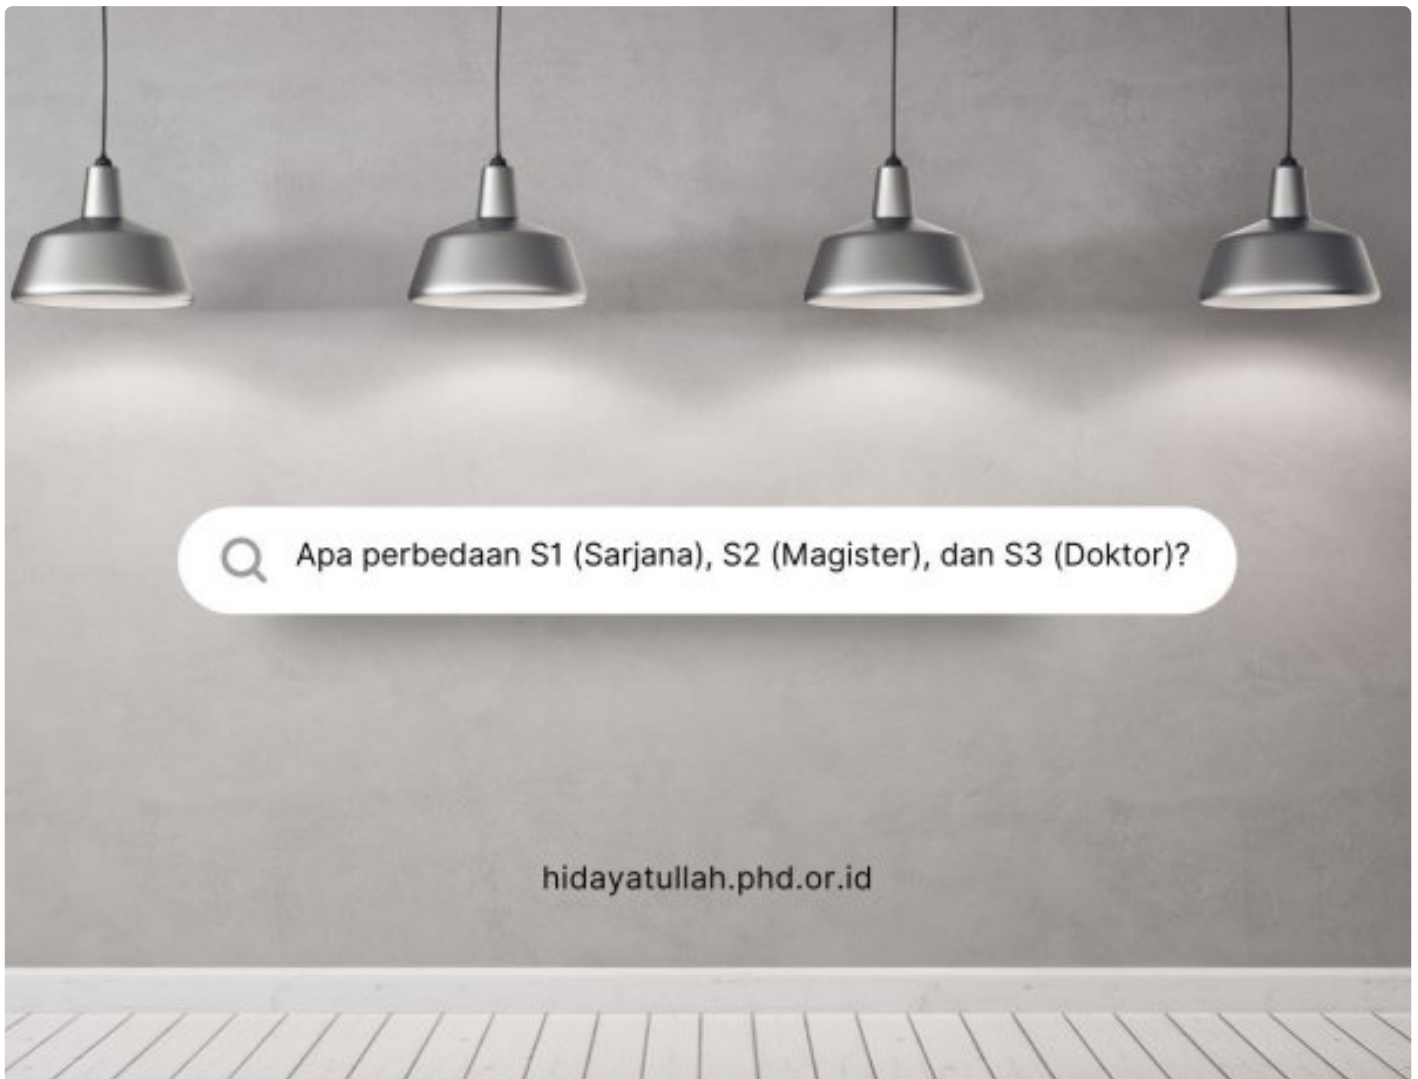 Apa perbedaan S1 (Sarjana), S2 (Magister), dan S3 (Doktor)?
hidayatullah.phd.or.id